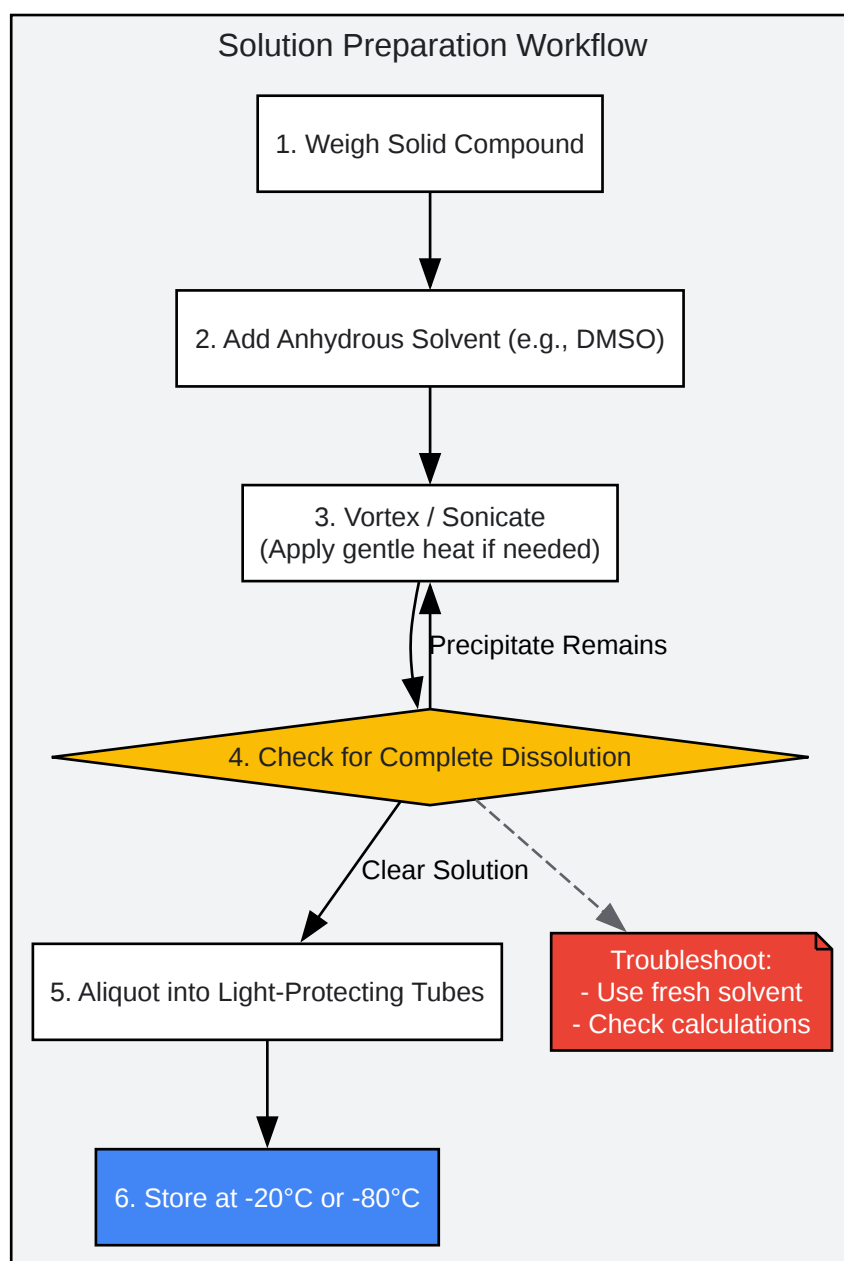 Solution Preparation Workflow
1. Weigh Solid Compound
2. Add Anhydrous Solvent (e.g., DMSO)
3. Vortex / Sonicate
(Apply gentle heat if needed)
Precipitate Remains
4. Check for Complete Dissolution
Clear Solution
5. Aliquot into Light-Protecting Tubes
Troubleshoot:
- Use fresh solvent
- Check calculations
6. Store at -20°C or -80°C